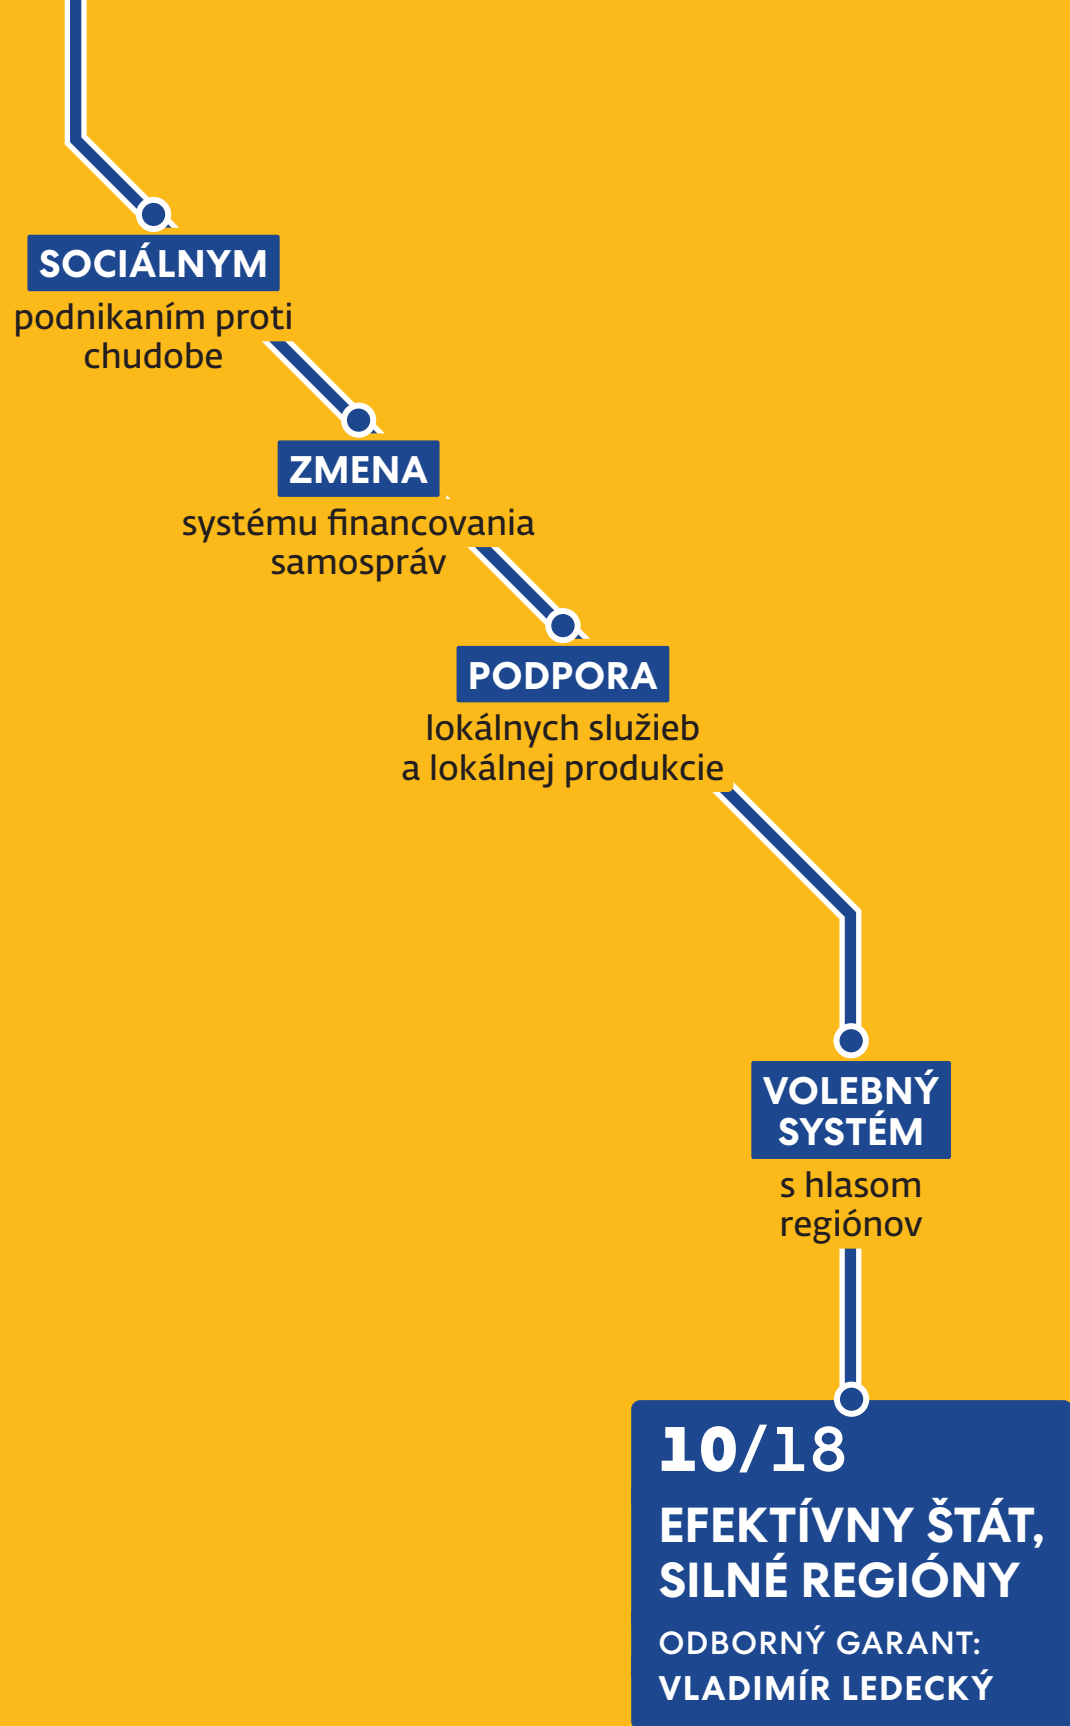 SOCIÁLNYM
podnikaním proti
chudobe
ZMENA
systému financovania
samospráv
PODPORA
lokálnych služieb
a lokálnej produkcie
VOLEBNÝ
SYSTÉM
s hlasom
regiónov
10/18
EFEKTÍVNY ŠTÁT,
SILNÉ REGIÓNY
ODBORNÝ GARANT:
VLADIMÍR LEDECKÝ